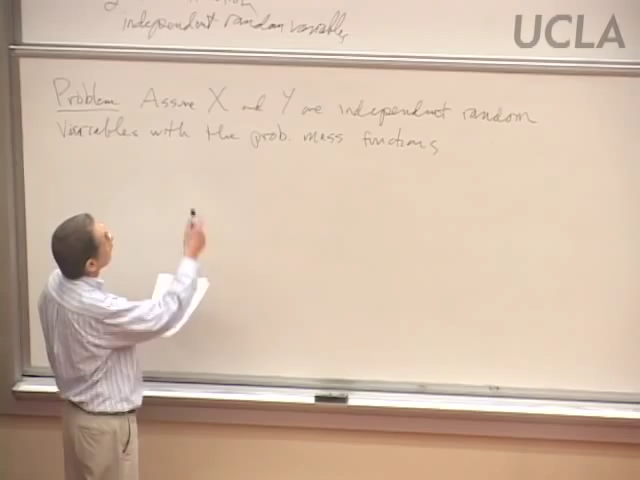 independent random variables
UCLA
Problem Assume X and Y are independent random
variables with the prob. mass functions